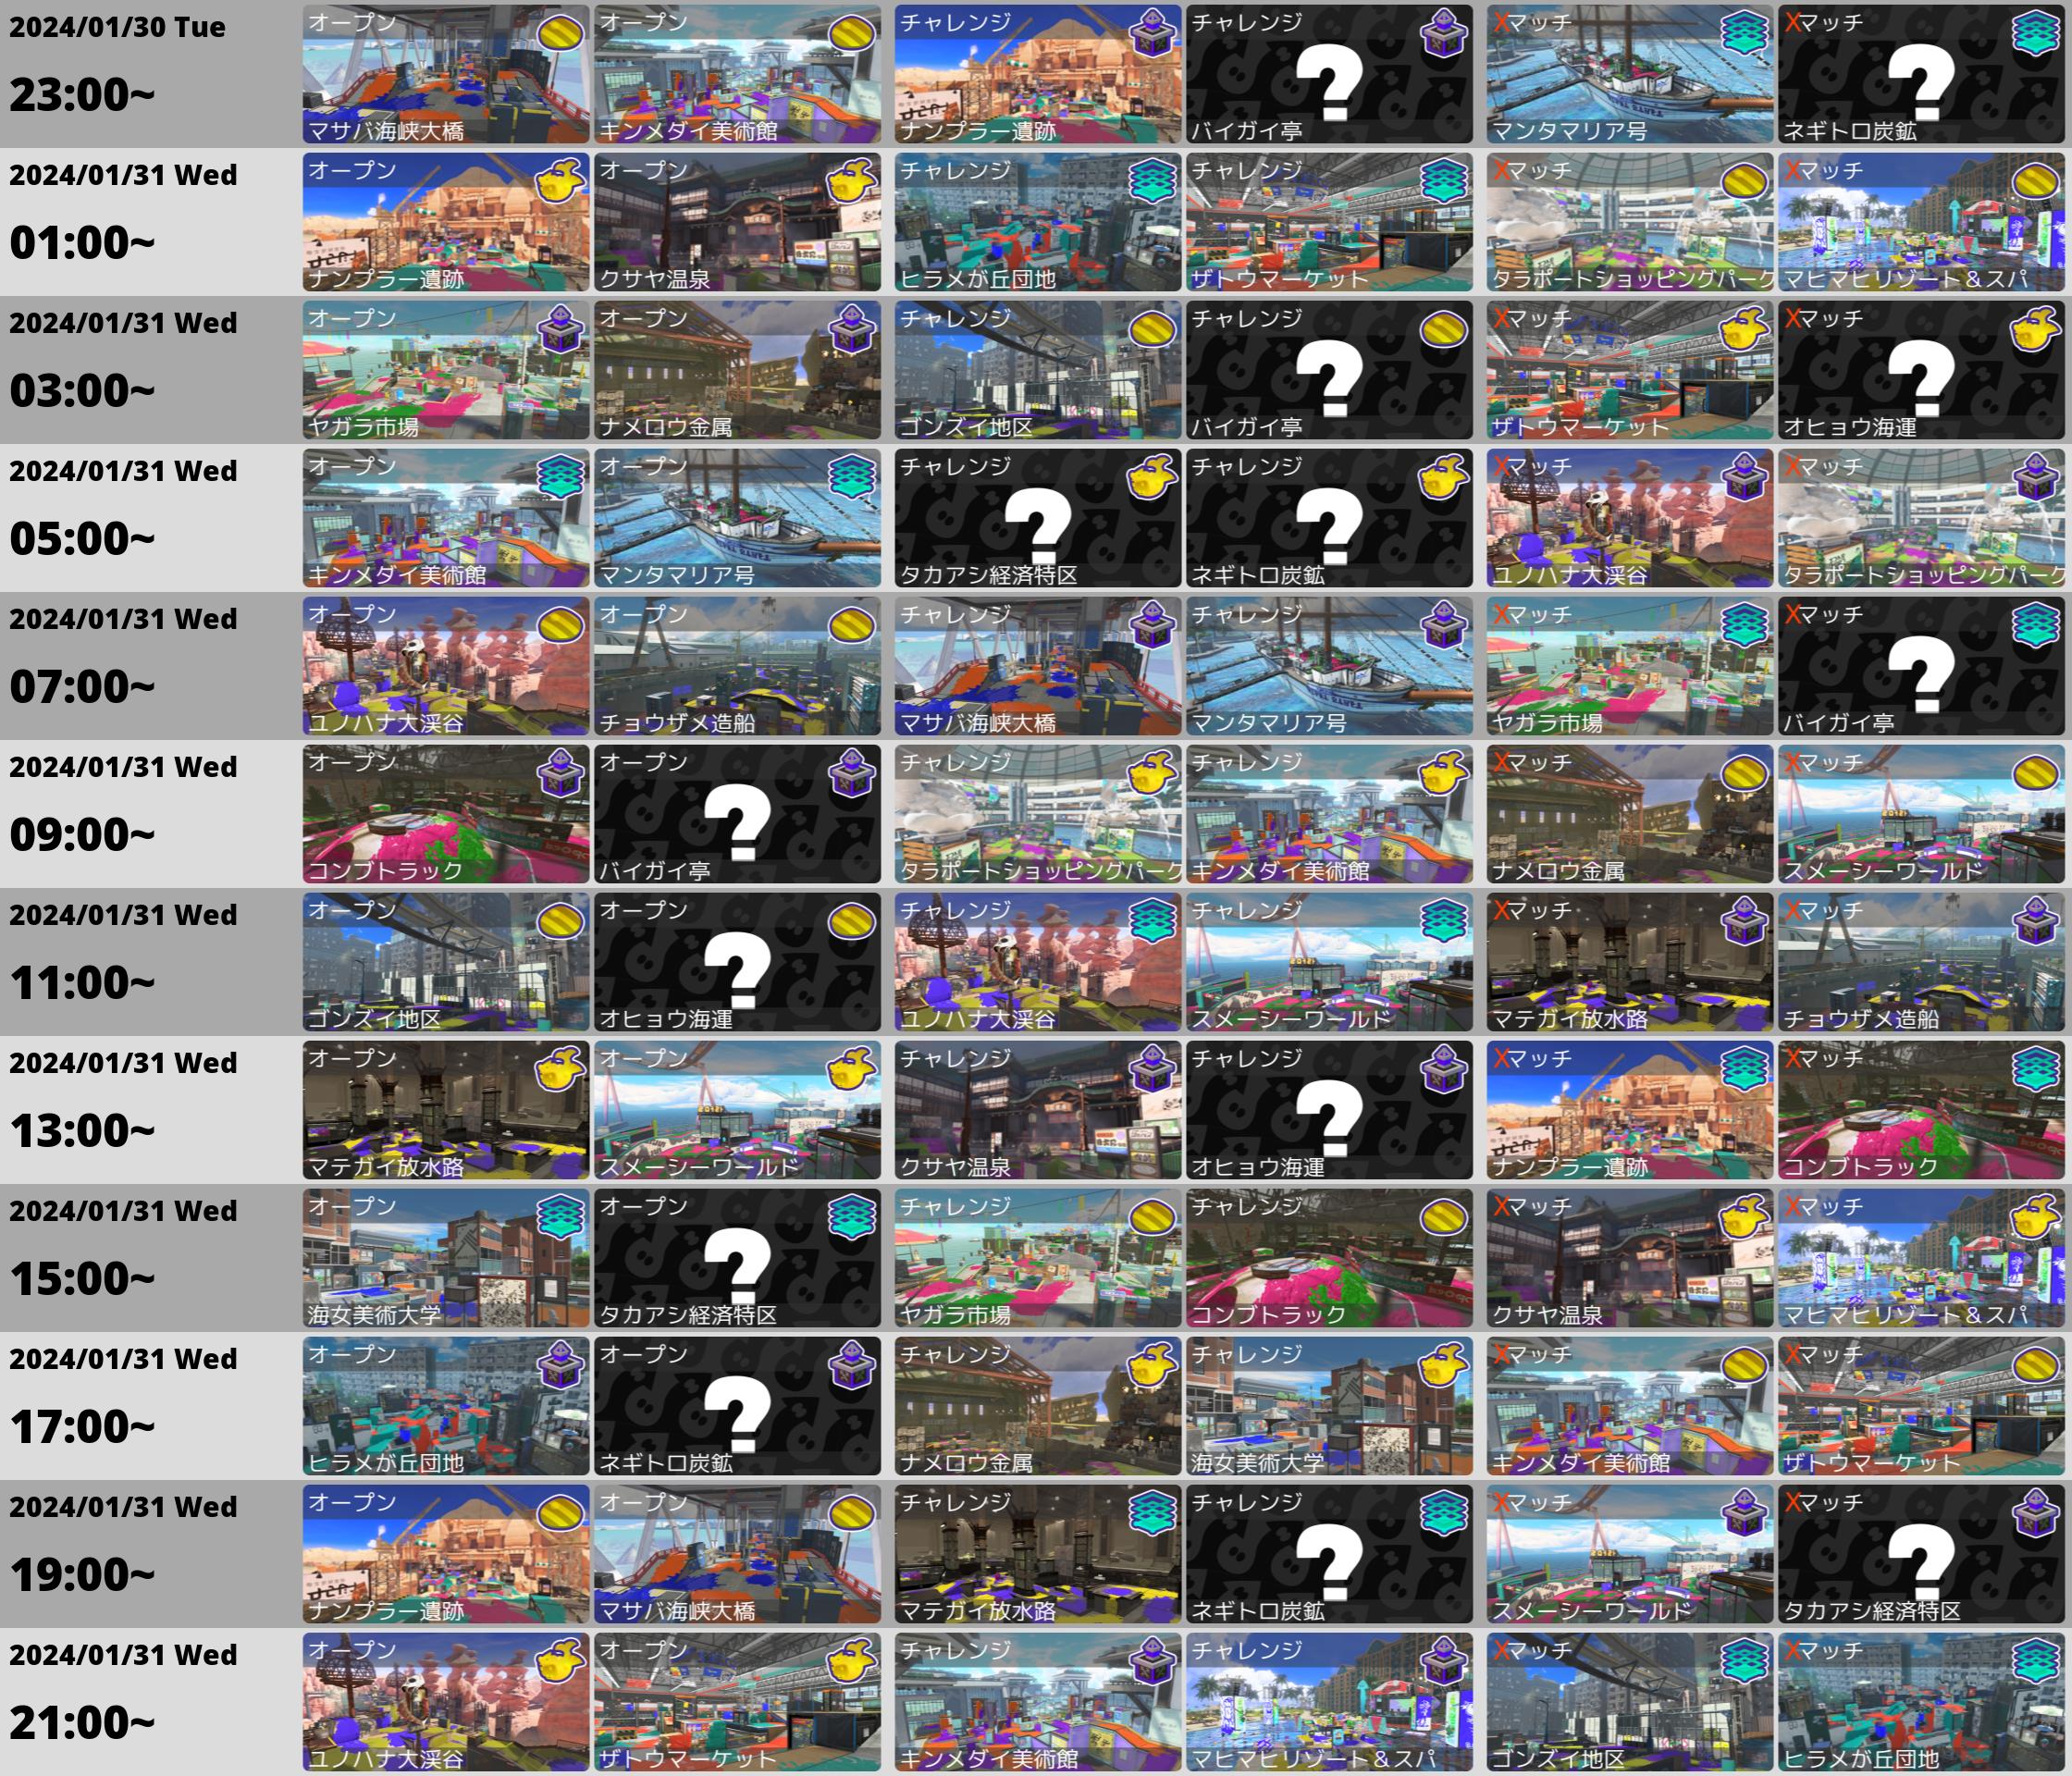 2024/01/30 Tue
23:00~
オープン オープン チャレンジ チャレンジ Xマッチ Xマッチ
マサバ海峡大橋 キンメダイ美術館 ナンプラー遺跡 バイガイ亭 マンタマリア号 ネギトロ炭鉱
2024/01/31 Wed
01:00~
オープン オープン チャレンジ チャレンジ Xマッチ Xマッチ
ナンプラー遺跡 クサヤ温泉 ヒラメが丘団地 ザトウマーケット タラポートショッピングパーク マヒマヒリゾート&スパ
2024/01/31 Wed
03:00~
オープン オープン チャレンジ チャレンジ Xマッチ Xマッチ
ヤガラ市場 ナメロウ金属 ゴンズイ地区 バイガイ亭 ザトウマーケット オヒョウ海運
2024/01/31 Wed
05:00~
オープン オープン チャレンジ チャレンジ Xマッチ Xマッチ
キンメダイ美術館 マンタマリア号 タカアシ経済特区 ネギトロ炭鉱 ユノハナ大渓谷 タラポートショッピングパーク
2024/01/31 Wed
07:00~
オープン オープン チャレンジ チャレンジ Xマッチ Xマッチ
ユノハナ大渓谷 チョウザメ造船 マサバ海峡大橋 マンタマリア号 ヤガラ市場 バイガイ亭
2024/01/31 Wed
09:00~
オープン オープン チャレンジ チャレンジ Xマッチ Xマッチ
コンブトラック バイガイ亭 タラポートショッピングパーク キンメダイ美術館 ナメロウ金属 スメーシーワールド
2024/01/31 Wed
11:00~
オープン オープン チャレンジ チャレンジ Xマッチ Xマッチ
ゴンズイ地区 オヒョウ海運 ユノハナ大渓谷 スメーシーワールド マテガイ放水路 チョウザメ造船
2024/01/31 Wed
13:00~
オープン オープン チャレンジ チャレンジ Xマッチ Xマッチ
マテガイ放水路 スメーシーワールド クサヤ温泉 オヒョウ海運 ナンプラー遺跡 コンブトラック
2024/01/31 Wed
15:00~
オープン オープン チャレンジ チャレンジ Xマッチ Xマッチ
海女美術大学 タカアシ経済特区 ヤガラ市場 コンブトラック クサヤ温泉 マヒマヒリゾート&スパ
2024/01/31 Wed
17:00~
オープン オープン チャレンジ チャレンジ Xマッチ Xマッチ
ヒラメが丘団地 ネギトロ炭鉱 ナメロウ金属 海女美術大学 キンメダイ美術館 ザトウマーケット
2024/01/31 Wed
19:00~
オープン オープン チャレンジ チャレンジ Xマッチ Xマッチ
ナンプラー遺跡 マサバ海峡大橋 マテガイ放水路 ネギトロ炭鉱 スメーシーワールド タカアシ経済特区
2024/01/31 Wed
21:00~
オープン オープン チャレンジ チャレンジ Xマッチ Xマッチ
ユノハナ大渓谷 ザトウマーケット キンメダイ美術館 マヒマヒリゾート&スパ ゴンズイ地区 ヒラメが丘団地